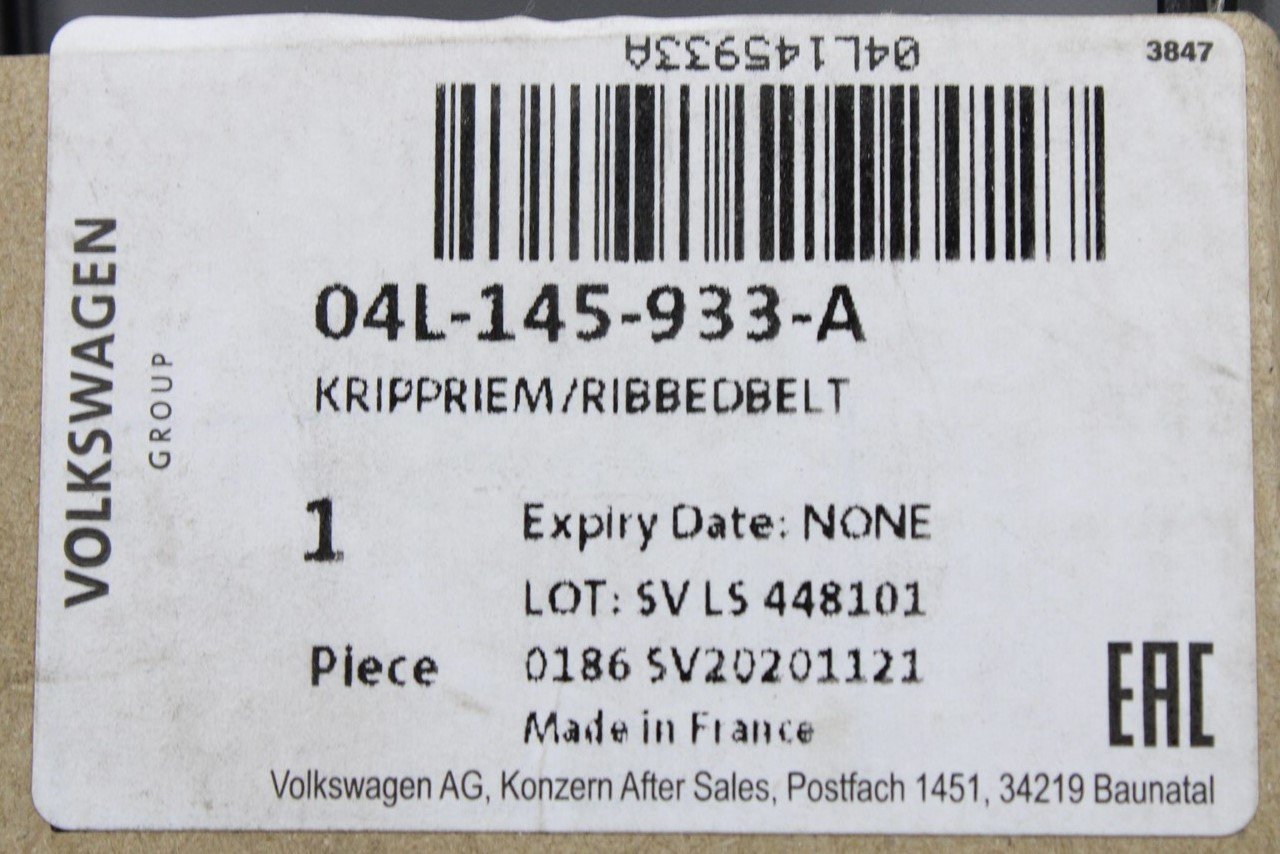 04L145933A
3847
04L-145-933-A
KRIPPRIEM/RIBBEDBELT
VOLKSWAGEN
GROUP
1
Expiry Date: NONE
LOT: SV LS 448101
Piece
0186 SV20201121
Made in France
EAC
Volkswagen AG, Konzern After Sales, Postfach 1451, 34219 Baunatal